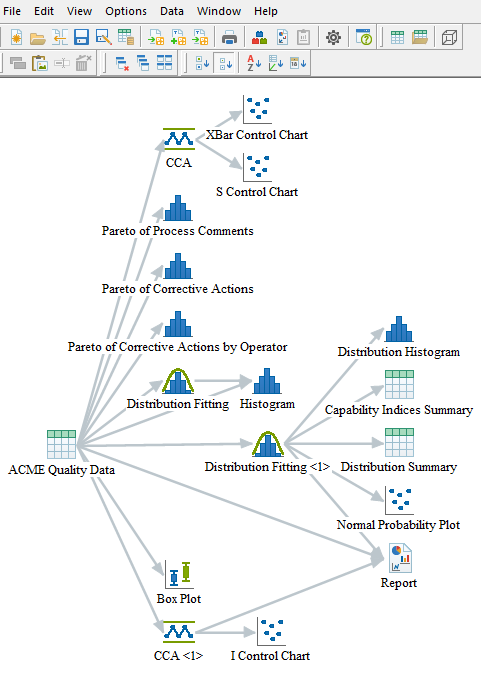 File Edit View Options Data Window Help
XBar Control Chart
CCA
S Control Chart
Pareto of Process Comments
Pareto of Corrective Actions
Pareto of Corrective Actions by Operator
Distribution Histogram
Distribution Fitting Histogram
Capability Indices Summary
ACME Quality Data
Distribution Fitting <1> Distribution Summary
Normal Probability Plot
Report
Box Plot
CCA <1> I Control Chart